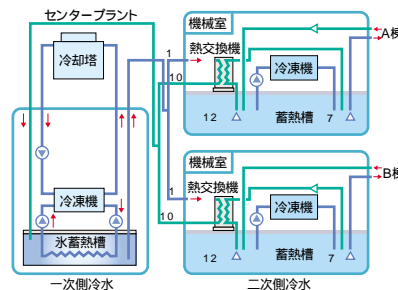 センタープラント
冷却塔
冷凍機
氷蓄熱槽
一次側冷水
機械室
熱交換機
1
10
冷凍機
12
蓄熱槽
7
A棟
機械室
熱交換機
1
10
冷凍機
12
蓄熱槽
7
B棟
二次側冷水